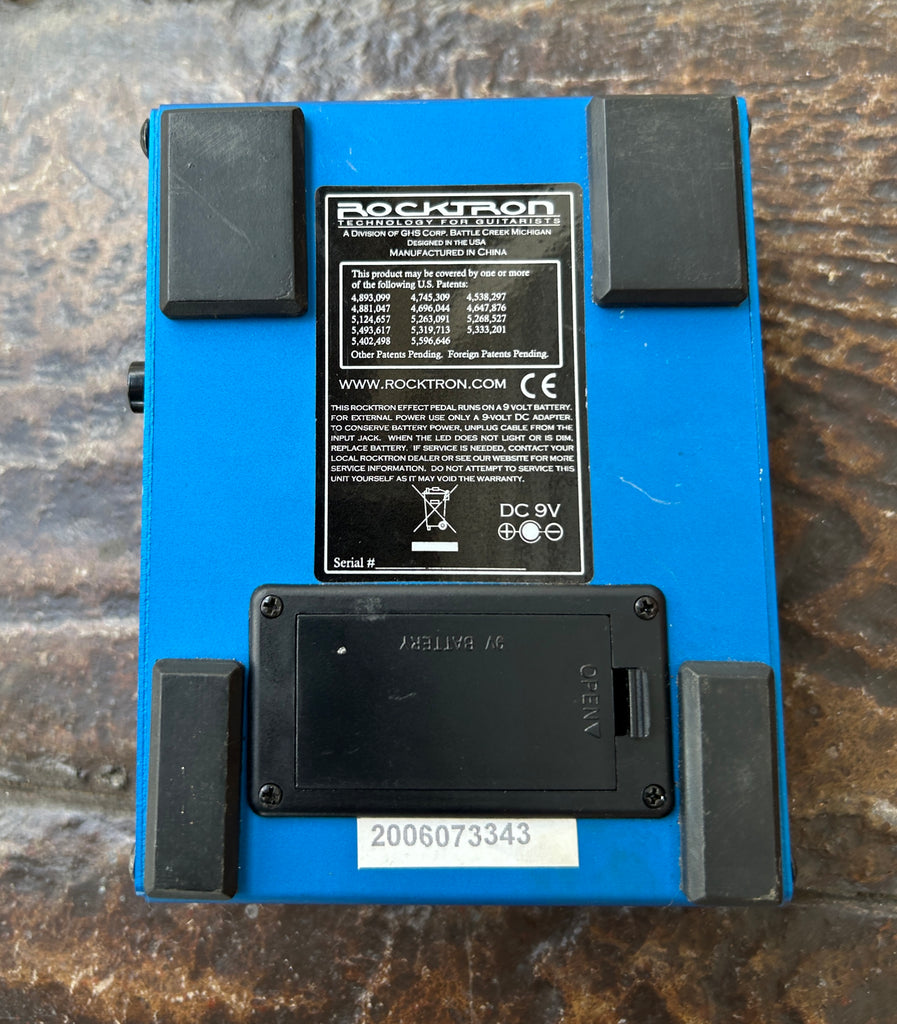 ROCKTRON
TECHNOLOGY FOR GUITARISTS
A DIVISION OF GHS CORP. BATTLE CREEK MICHIGAN
DESIGNED IN THE USA
MANUFACTURED IN CHINA
This product may be covered by one or more
of the following U.S. Patents:
4,893,099 4,745,309 4,538,297
4,881,047 4,696,044 4,647,876
5,124,657 5,263,091 5,268,527
5,493,617 5,319,713 5,333,201
5,402,498 5,596,646
Other Patents Pending. Foreign Patents Pending.
WWW.ROCKTRON.COM CE
THIS ROCKTRON EFFECT PEDAL RUNS ON A 9 VOLT BATTERY.
FOR EXTERNAL POWER USE ONLY A 9-VOLT DC ADAPTER.
TO CONSERVE BATTERY POWER, UNPLUG CABLE FROM THE
INPUT JACK. WHEN THE LED DOES NOT LIGHT OR IS DIM,
REPLACE BATTERY. IF SERVICE IS NEEDED, CONTACT YOUR
LOCAL ROCKTRON DEALER OR SEE OUR WEBSITE FOR MORE
SERVICE INFORMATION. DO NOT ATTEMPT TO SERVICE THIS
UNIT YOURSELF AS IT MAY VOID THE WARRANTY.
DC 9V
Serial #
9V BATTERY
OPEN
2006073343